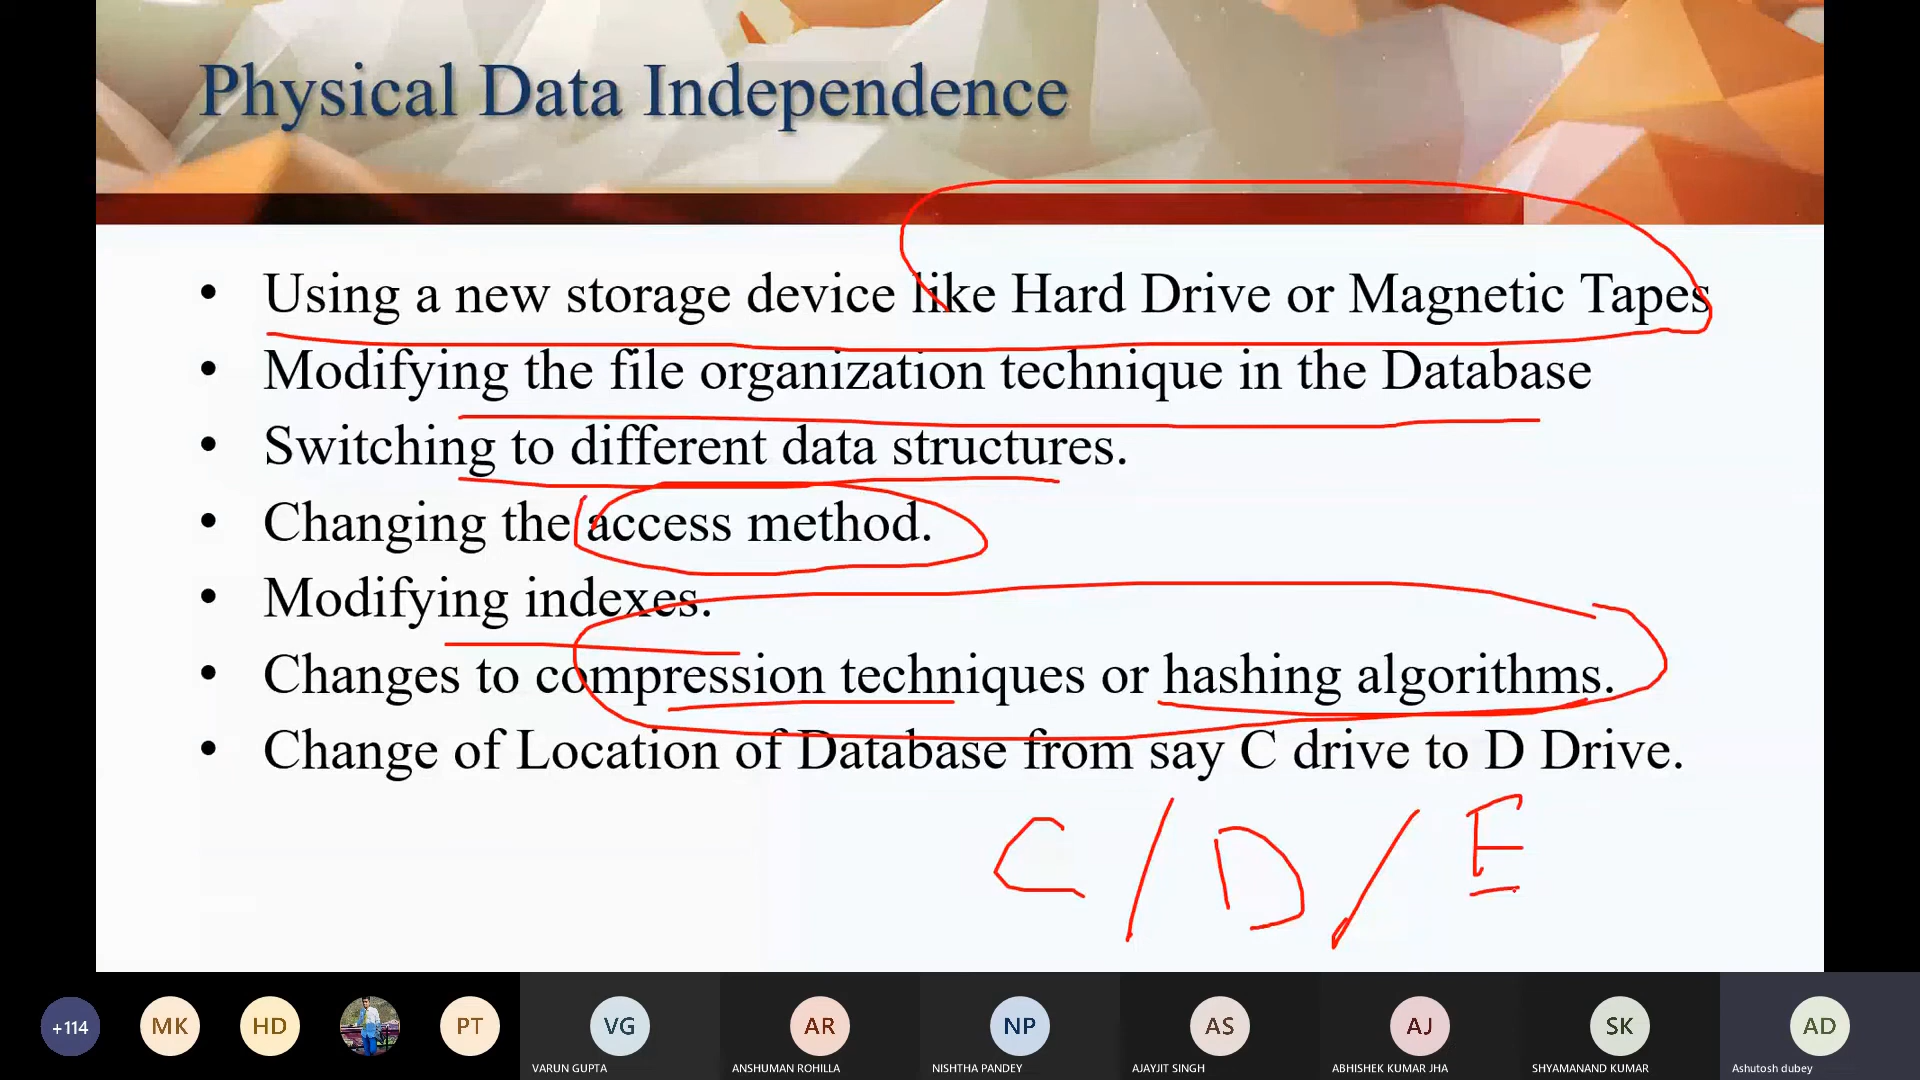 Physical Data Independence
• Using a new storage device like Hard Drive or Magnetic Tapes
• Modifying the file organization technique in the Database
• Switching to different data structures.
• Changing the access method.
• Modifying indexes.
• Changes to compression techniques or hashing algorithms.
• Change of Location of Database from say C drive to D Drive.
C / D / E
+114 MK HD PT VG AR NP AS AJ SK AD
VARUN GUPTA ANSHUMAN ROHILLA NISHTHA PANDEY AJAYJIT SINGH ABHISHEK KUMAR JHA SHYAMANAND KUMAR Ashutosh dubey